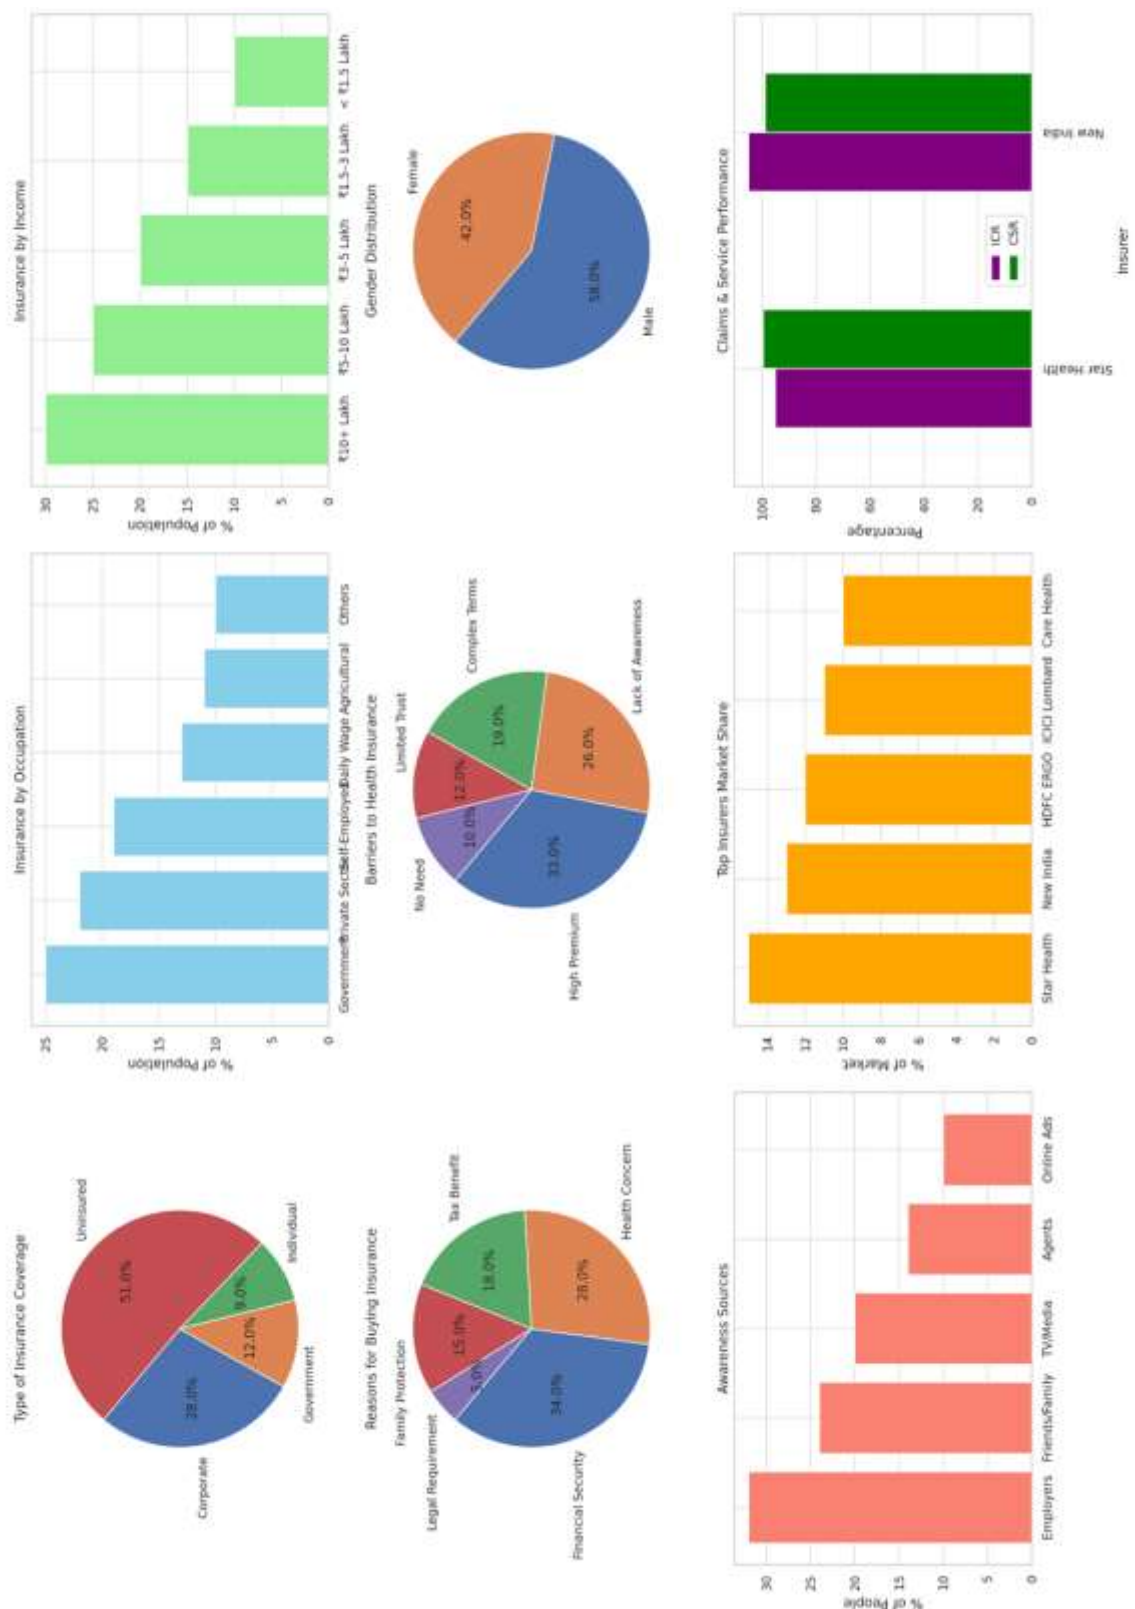 Type of Insurance Coverage
Uninsured
51.0%
Corporate
28.0%
9.0%
Individual
12.0%
Government
Insurance by Occupation
% of Population
25
20
15
10
5
0
Government
Private Sector
Self-Employed
Daily Wage
Agricultural
Others
Insurance by Income
% of Population
30
25
20
15
10
5
0
₹10+ Lakh
₹5–10 Lakh
₹3-5 Lakh
₹1.5–3 Lakh
< ₹1.5 Lakh
Reasons for Buying Insurance
Family Protection
Legal Requirement
Tax Benefit
15.0%
18.0%
5.0%
34.0%
28.0%
Financial Security
Health Concern
Barriers to Health Insurance
Limited Trust
No Need
Complex Terms
12.0%
10.0%
19.0%
33.0%
26.0%
High Premium
Lack of Awareness
Gender Distribution
Female
42.0%
58.0%
Male
Awareness Sources
% of People
30
25
20
15
10
5
0
Employers
Friends/Family
TV/Media
Agents
Online Ads
Top Insurers Market Share
% of Market
14
12
10
8
6
4
2
0
Star Health
New India
HDFC ERGO
ICICI Lombard
Care Health
Claims & Service Performance
Percentage
100
80
60
40
20
0
ICR
CSR
Star Health
New India
Insurer